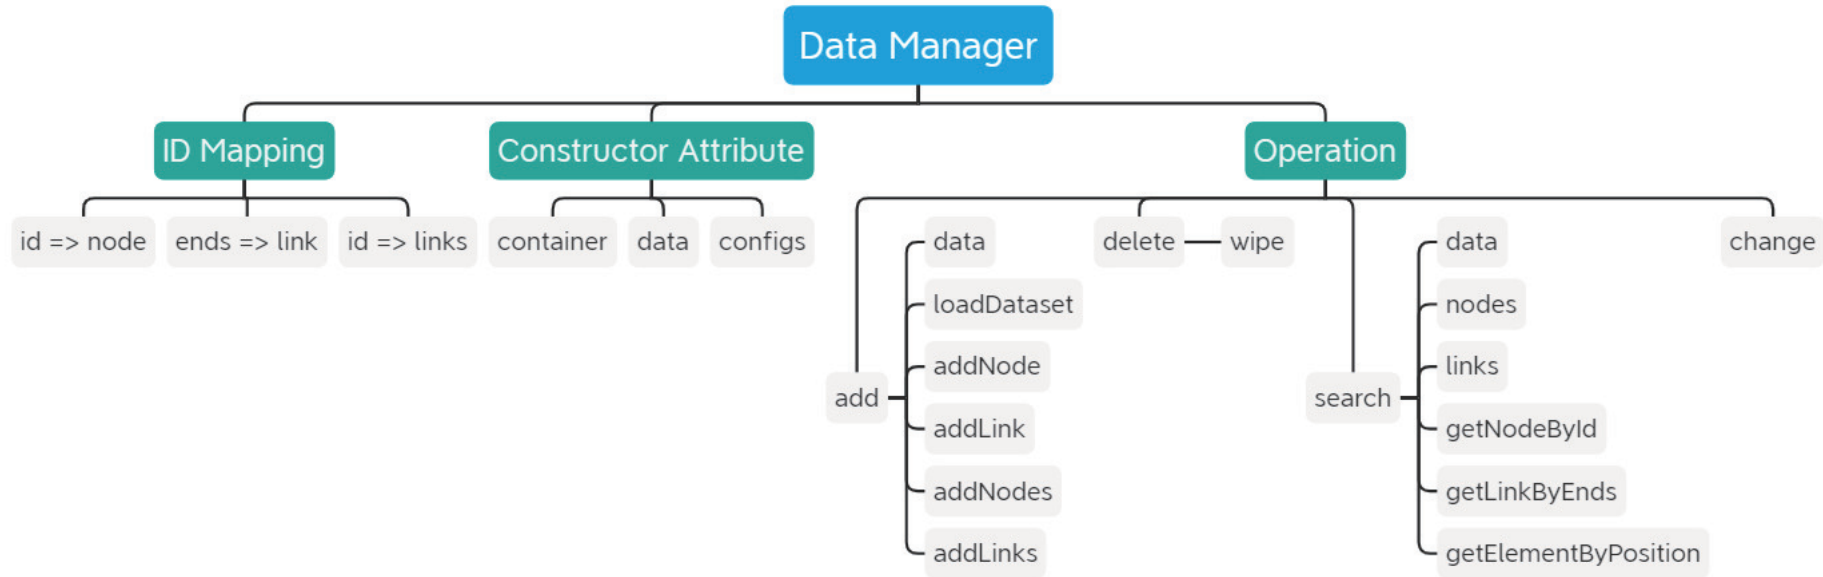 Data Manager
ID Mapping
Constructor Attribute
Operation
id => node
ends => link
id => links
container
data
configs
add
data
loadDataset
addNode
addLink
addNodes
addLinks
delete
wipe
search
data
nodes
links
getNodeById
getLinkByEnds
getElementByPosition
change